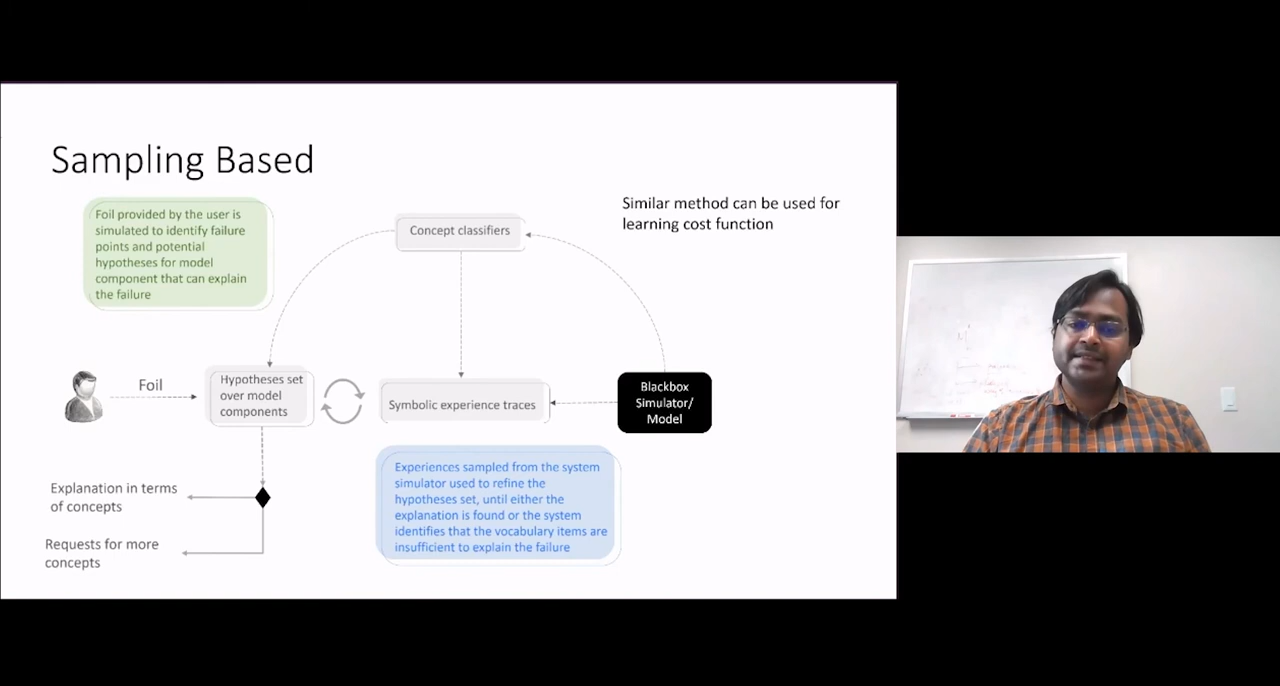 Sampling Based
Foil provided by the user is
simulated to identify failure
points and potential
hypotheses for model
component that can explain
the failure
Concept classifiers
Similar method can be used for
learning cost function
Foil
Hypotheses set
over model
components
Symbolic experience traces
Blackbox
Simulator/
Model
Explanation in terms
of concepts
Requests for more
concepts
Experiences sampled from the system
simulator used to refine the
hypotheses set, until either the
explanation is found or the system
identifies that the vocabulary items are
insufficient to explain the failure